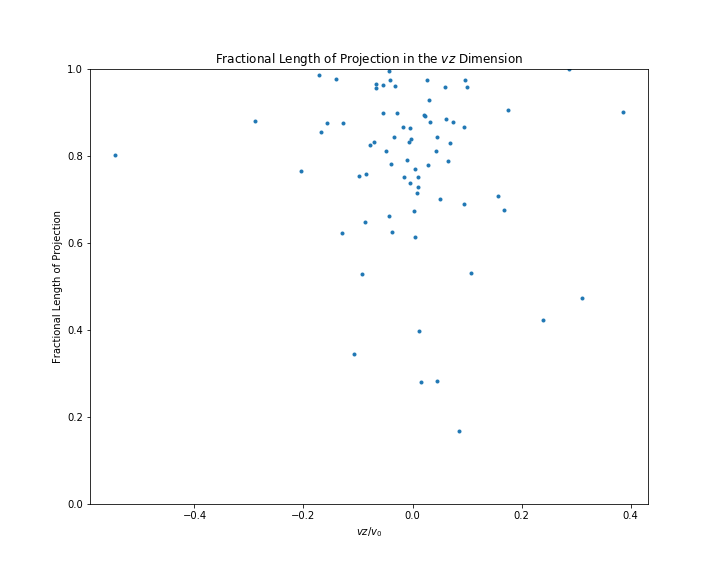 Fractional Length of Projection in the vz Dimension
1.0
0.8
0.6
0.4
0.2
0.0
Fractional Length of Projection
−0.4 −0.2 0.0 0.2 0.4
vz/v₀